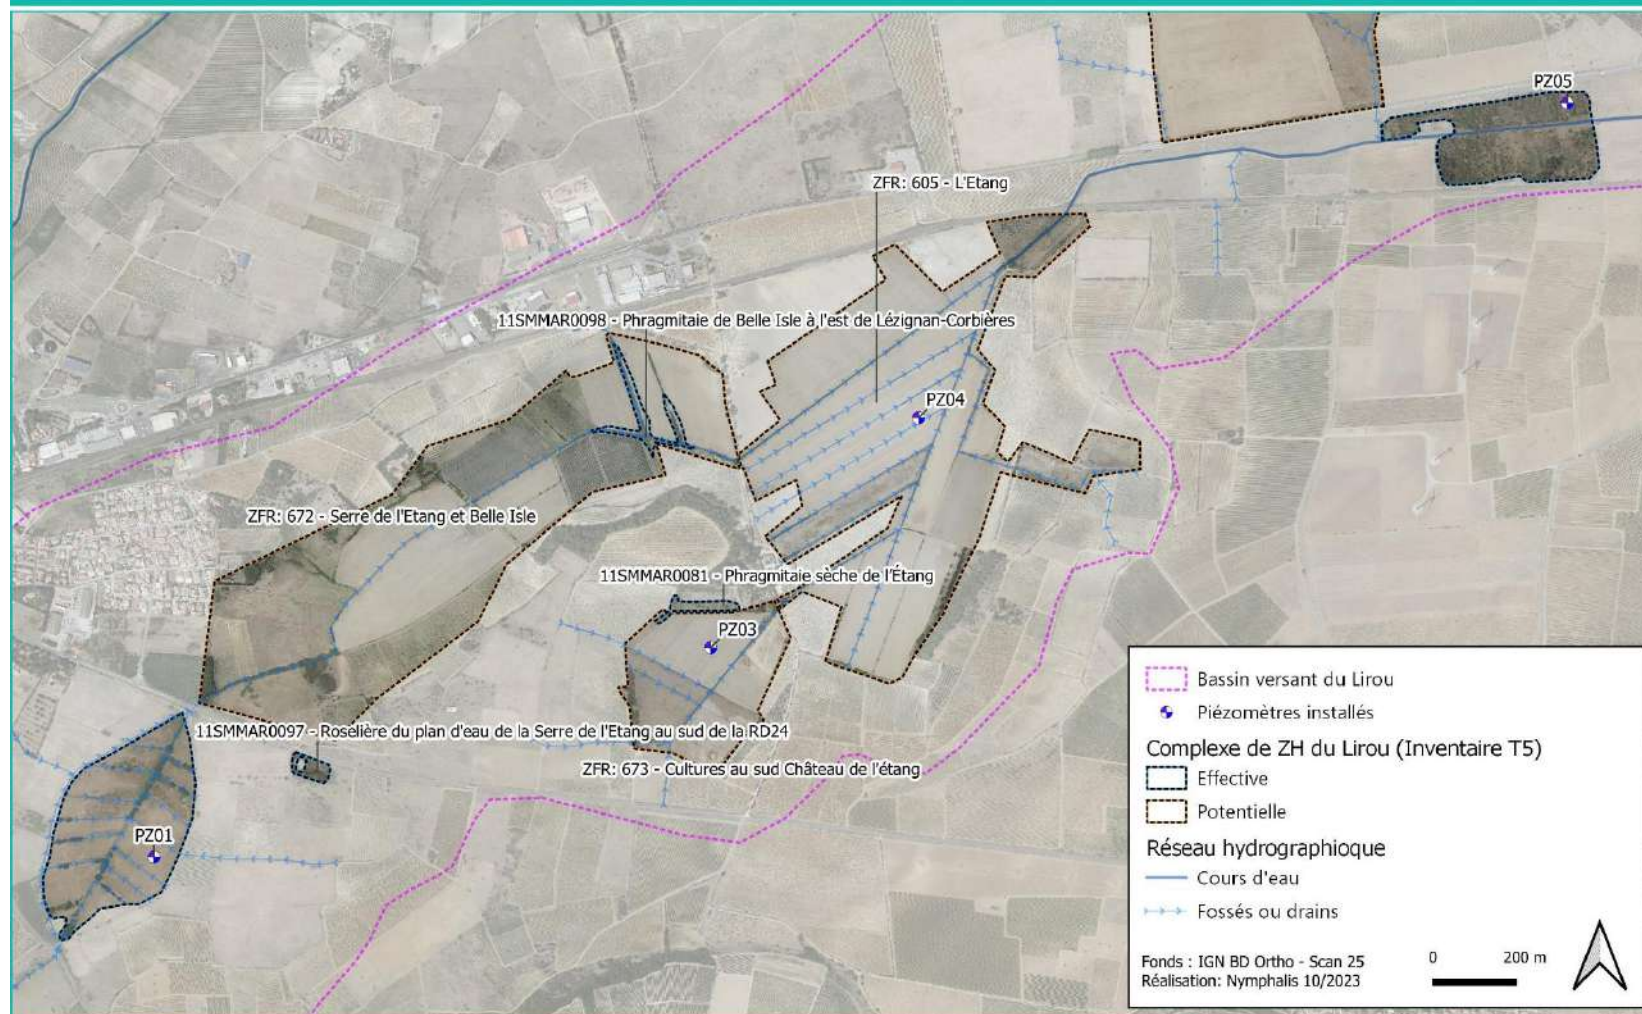 PZ05
ZFR: 605 - L'Etang
11SMMAR0098 - Phragmitaie de Belle Isle à l'est de Lézignan-Corbières
PZ04
ZFR: 672 - Serre de l'Etang et Belle Isle
11SMMAR0081 - Phragmitaie sèche de l'Étang
PZ03
11SMMAR0097 - Roselière du plan d'eau de la Serre de l'Etang au sud de la RD24
ZFR: 673 - Cultures au sud Château de l'étang
PZ01
Bassin versant du Lirou
Piézomètres installés
Complexe de ZH du Lirou (Inventaire T5)
Effective
Potentielle
Réseau hydrographioque
Cours d'eau
Fossés ou drains
Fonds : IGN BD Ortho - Scan 25
Réalisation: Nymphalis 10/2023
0 200 m